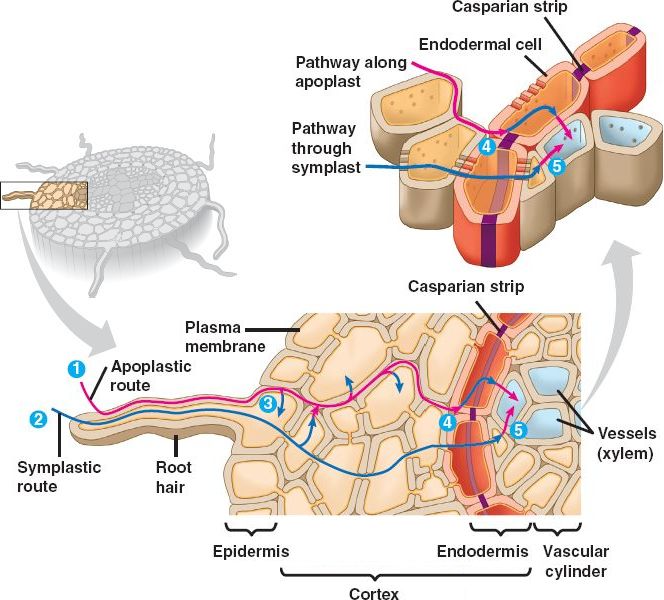 Casparian strip
Endodermal cell
Pathway along
apoplast
4
Pathway
through
symplast
5
Casparian strip
Plasma
membrane
1
Apoplastic
route
3
2
4
5
Vessels
(xylem)
Symplastic
route
Root
hair
Epidermis
Endodermis
Vascular
cylinder
Cortex